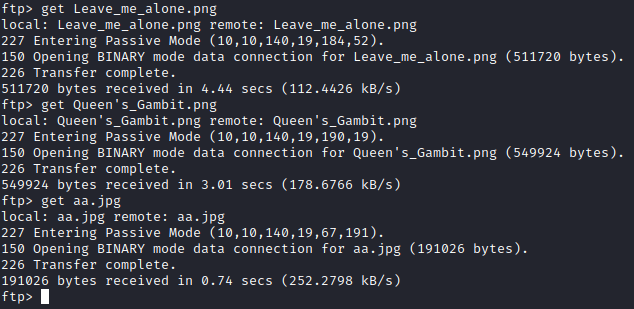 ftp> get Leave_me_alone.png
local: Leave_me_alone.png remote: Leave_me_alone.png
227 Entering Passive Mode (10,10,140,19,184,52).
150 Opening BINARY mode data connection for Leave_me_alone.png (511720 bytes).
226 Transfer complete.
511720 bytes received in 4.44 secs (112.4426 kB/s)
ftp> get Queen's_Gambit.png
local: Queen's_Gambit.png remote: Queen's_Gambit.png
227 Entering Passive Mode (10,10,140,19,190,19).
150 Opening BINARY mode data connection for Queen's_Gambit.png (549924 bytes).
226 Transfer complete.
549924 bytes received in 3.01 secs (178.6766 kB/s)
ftp> get aa.jpg
local: aa.jpg remote: aa.jpg
227 Entering Passive Mode (10,10,140,19,67,191).
150 Opening BINARY mode data connection for aa.jpg (191026 bytes).
226 Transfer complete.
191026 bytes received in 0.74 secs (252.2798 kB/s)
ftp>